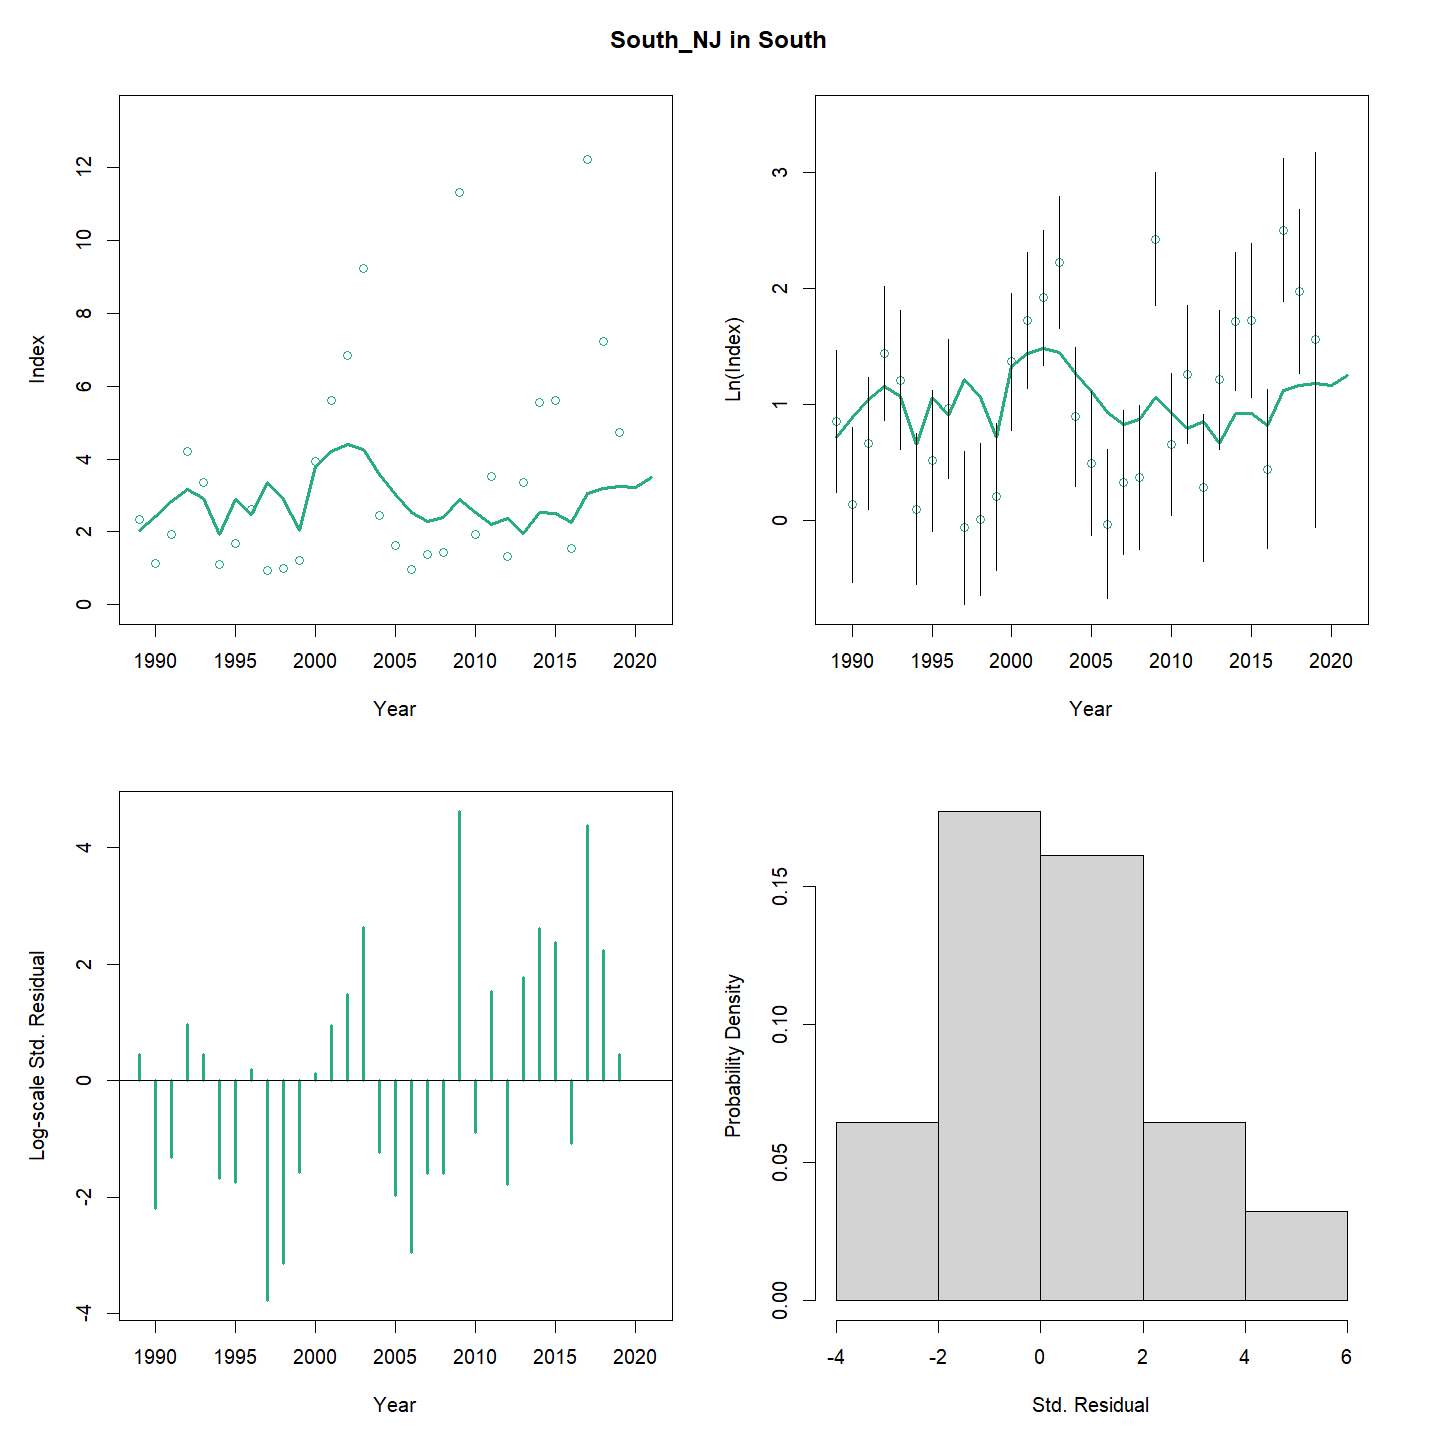 South_NJ in South
Index
0 2 4 6 8 10 12
1990 1995 2000 2005 2010 2015 2020
Year
Ln(Index)
0 1 2 3
1990 1995 2000 2005 2010 2015 2020
Year
Log-scale Std. Residual
-4 -2 0 2 4
1990 1995 2000 2005 2010 2015 2020
Year
Probability Density
0.00 0.05 0.10 0.15
-4 -2 0 2 4 6
Std. Residual